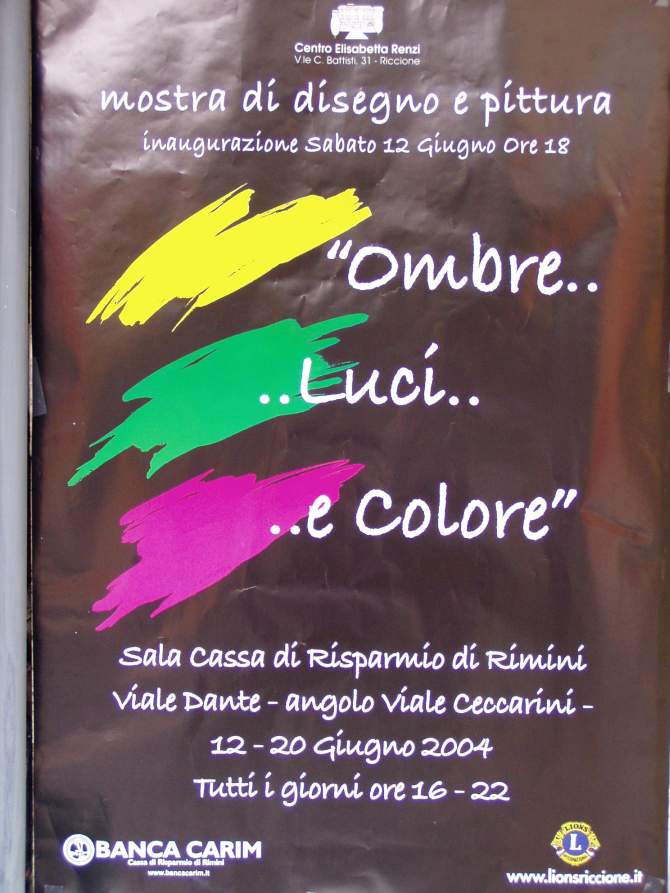 Centro Elisabetta Renzi
V.le C. Battisti, 31 - Riccione
mostra di disegno e pittura
inaugurazione Sabato 12 Giugno Ore 18
"Ombre..
..Luci..
..e Colore"
Sala Cassa di Risparmio di Rimini
Viale Dante - angolo Viale Ceccarini -
12 - 20 Giugno 2004
Tutti i giorni ore 16 - 22
BANCA CARIM
Cassa di Risparmio di Rimini
www.bancacarim.it
LIONS
L
INTERNATIONAL
www.lionsriccione.it